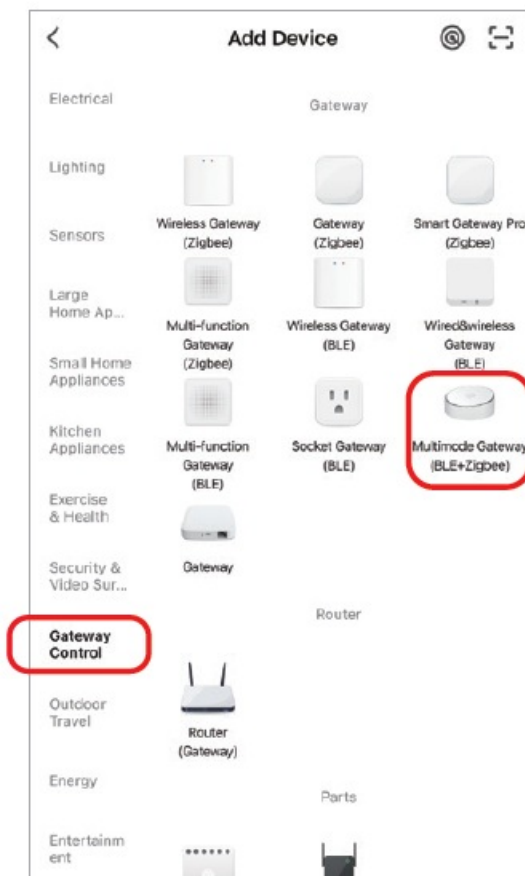 Add Device
Electrical
Lighting
Sensors
Large
Home Ap...
Small Home
Appliances
Kitchen
Appliances
Exercise
& Health
Security &
Video Sur...
Gateway
Control
Outdoor
Travel
Energy
Entertainm
ent
Gateway
Wireless Gateway
(Zigbee)
Gateway
(Zigbee)
Smart Gateway Pro
(Zigbee)
Multi-function
Gateway
(Zigbee)
Wireless Gateway
(BLE)
Wired&wireless
Gateway
(BLE)
Multi-function
Gateway
(BLE)
Socket Gateway
(BLE)
Multimode Gateway
(BLE+Zigbee)
Gateway
Router
Router
(Gateway)
Parts